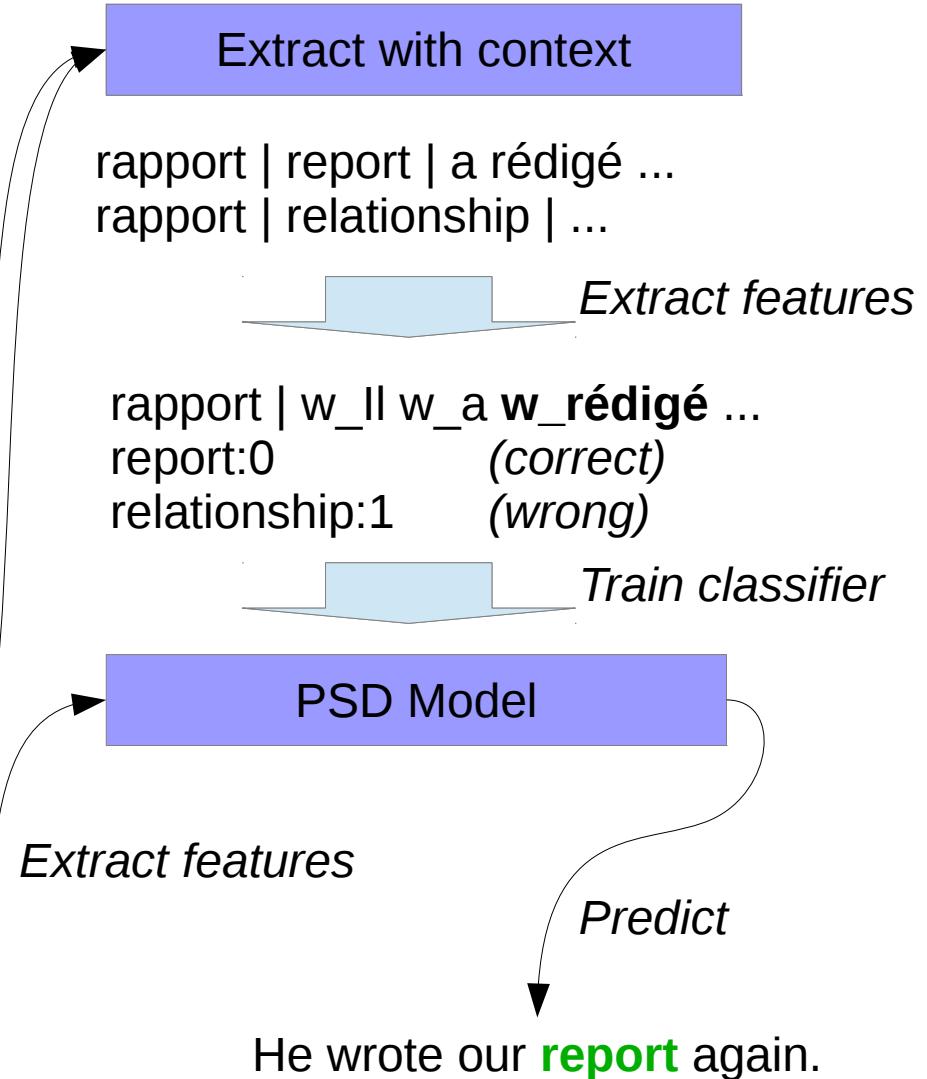 Extract with context
rapport | report | a rédigé ...
rapport | relationship | ...
Extract features
rapport | w_Il w_a w_rédigé ...
report:0 (correct)
relationship:1 (wrong)
Train classifier
PSD Model
Extract features
Predict
He wrote our report again.